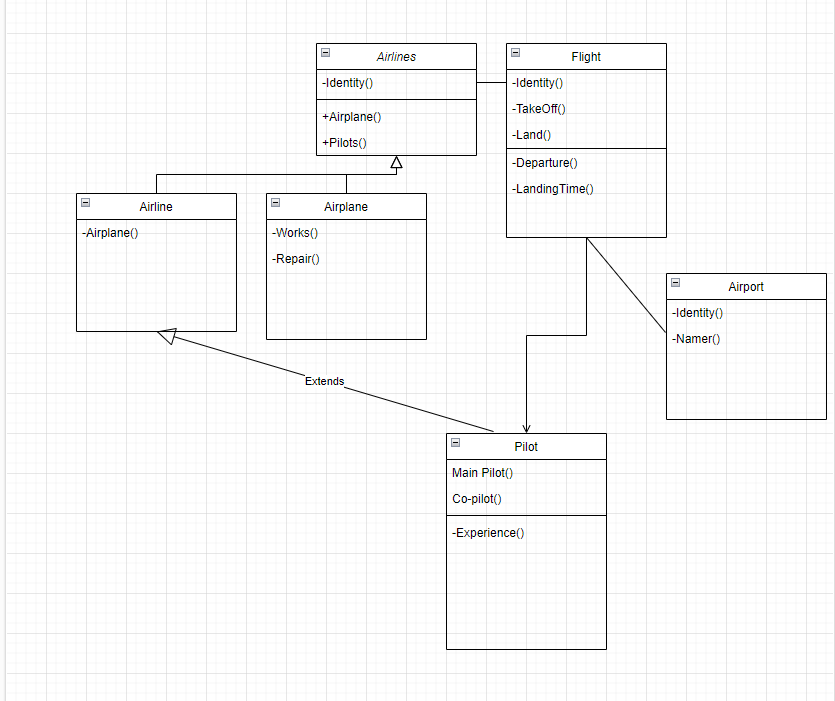 Airlines
-Identity()
+Airplane()
+Pilots()
Flight
-Identity()
-TakeOff()
-Land()
-Departure()
-LandingTime()
Airline
-Airplane()
Airplane
-Works()
-Repair()
Airport
-Identity()
-Namer()
Extends
Pilot
Main Pilot()
Co-pilot()
-Experience()